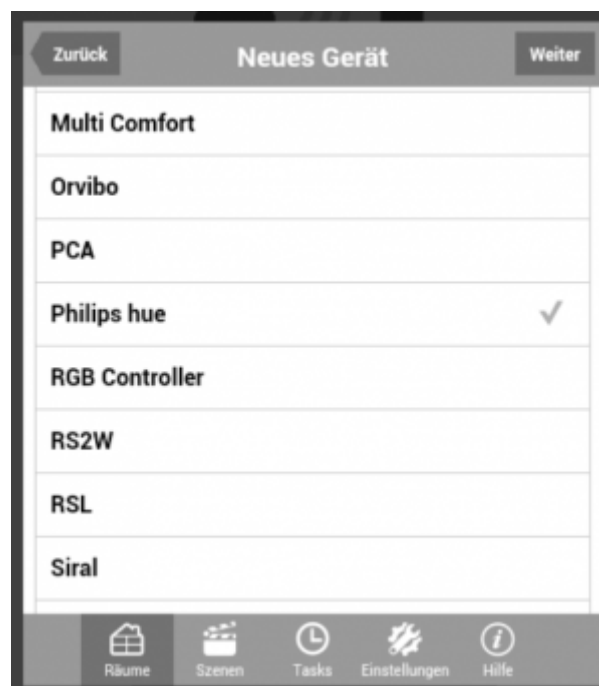 Zurück Neues Gerät Weiter
Multi Comfort
Orvibo
PCA
Philips hue
RGB Controller
RS2W
RSL
Siral
Räume Szenen Tasks Einstellungen Hilfe